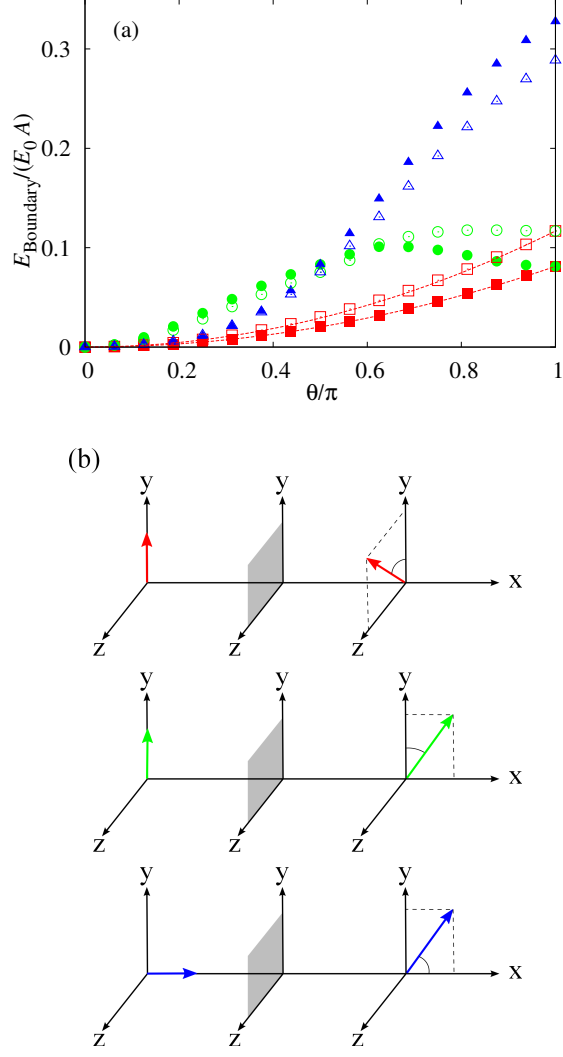 (a)
0.3
0.2
0.1
0
E_Boundary/(E_0 A)
0 0.2 0.4 0.6 0.8 1
θ/π
(b)
y y y
x
z z z
y y y
x
z z z
y y y
x
z z z